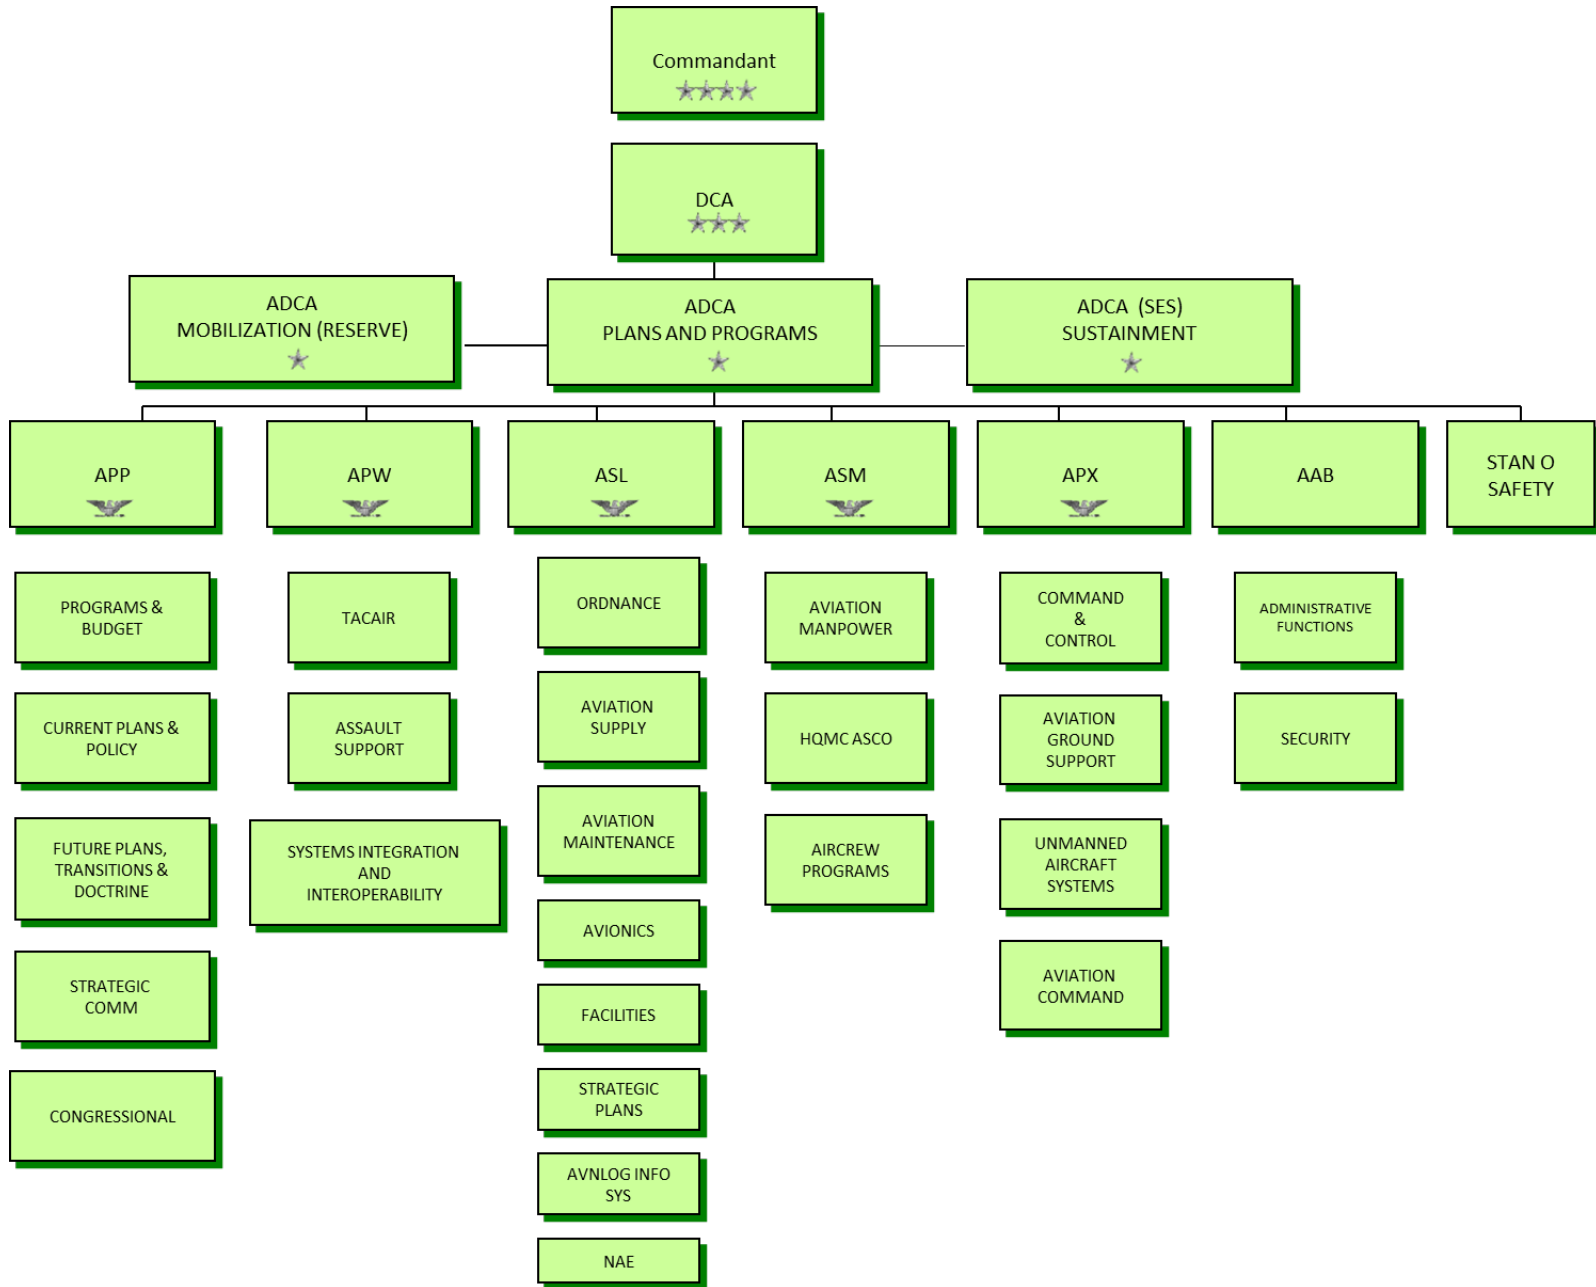 Commandant
DCA
ADCA
MOBILIZATION (RESERVE)
ADCA
PLANS AND PROGRAMS
ADCA (SES)
SUSTAINMENT
APP
APW
ASL
ASM
APX
AAB
STAN O
SAFETY
PROGRAMS &
BUDGET
CURRENT PLANS &
POLICY
FUTURE PLANS,
TRANSITIONS &
DOCTRINE
STRATEGIC
COMM
CONGRESSIONAL
TACAIR
ASSAULT
SUPPORT
SYSTEMS INTEGRATION
AND
INTEROPERABILITY
ORDNANCE
AVIATION
SUPPLY
AVIATION
MAINTENANCE
AVIONICS
FACILITIES
STRATEGIC
PLANS
AVNLOG INFO
SYS
NAE
AVIATION
MANPOWER
HQMC ASCO
AIRCREW
PROGRAMS
COMMAND
&
CONTROL
AVIATION
GROUND
SUPPORT
UNMANNED
AIRCRAFT
SYSTEMS
AVIATION
COMMAND
ADMINISTRATIVE
FUNCTIONS
SECURITY